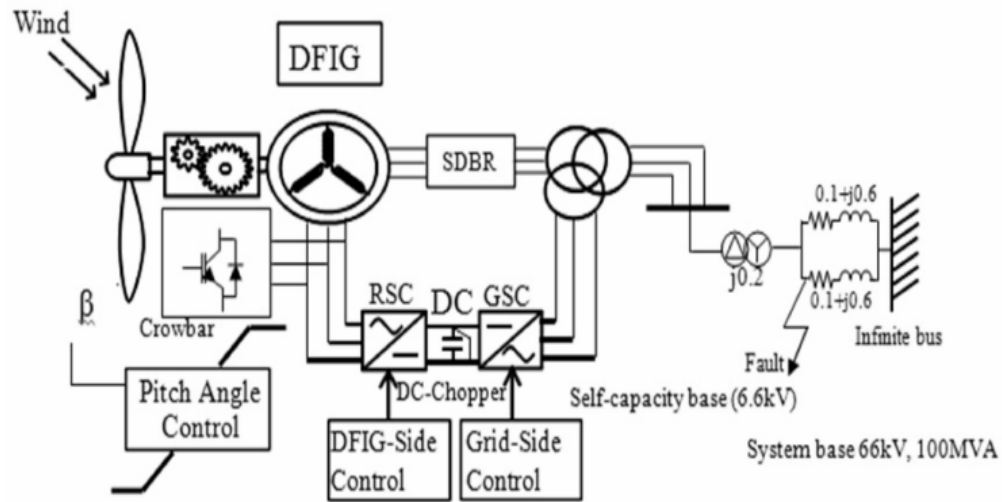 Wind
DFIG
SDBR
0.1+j0.6
j0.2
0.1+j0.6
Infinite bus
Fault
Self-capacity base (6.6kV)
System base 66kV, 100MVA
Crowbar
RSC
DC
GSC
DC-Chopper
β
Pitch Angle
Control
DFIG-Side
Control
Grid-Side
Control